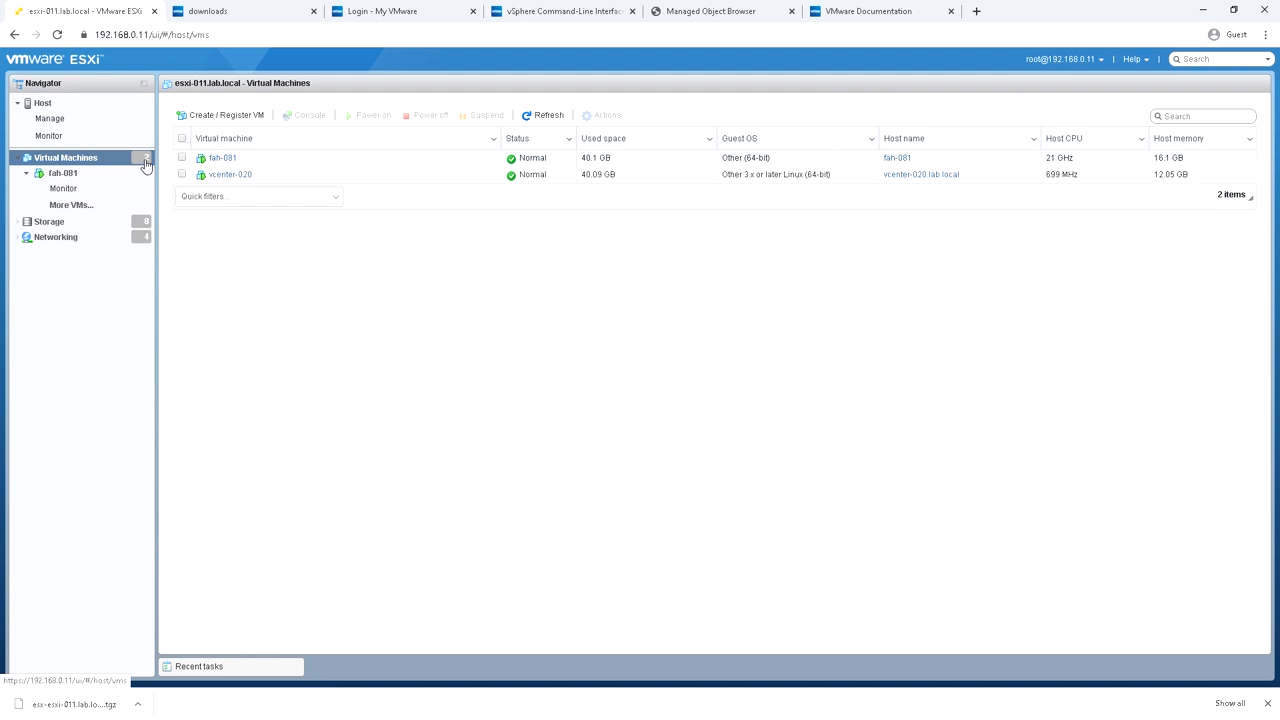 esxi-011.lab.local - VMware ESXi
downloads
Login - My VMware
vSphere Command-Line Interfac
Managed Object Browser
VMware Documentation
192.168.0.11/ui/#/host/vms
Guest
vmware ESXi™
root@192.168.0.11
Help
Search
Navigator
Host
Manage
Monitor
Virtual Machines 2
fah-081
Monitor
More VMs...
Storage 8
Networking 4
esxi-011.lab.local - Virtual Machines
Create / Register VM | Console | Power on Power off Suspend | Refresh | Actions
Search
Virtual machine Status Used space Guest OS Host name Host CPU Host memory
fah-081 Normal 40.1 GB Other (64-bit) fah-081 21 GHz 16.1 GB
vcenter-020 Normal 40.09 GB Other 3.x or later Linux (64-bit) vcenter-020.lab.local 699 MHz 12.05 GB
Quick filters...
2 items
Recent tasks
https://192.168.0.11/ui/#/host/vms
esx-esxi-011.lab.lo....tgz
Show all